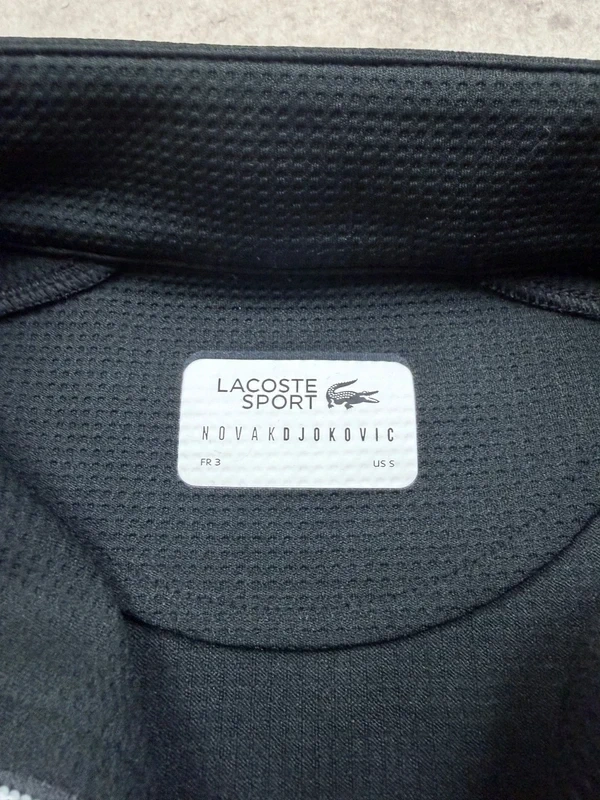 LACOSTE
SPORT
NOVAKDJOKOVIC
FR 3 US S